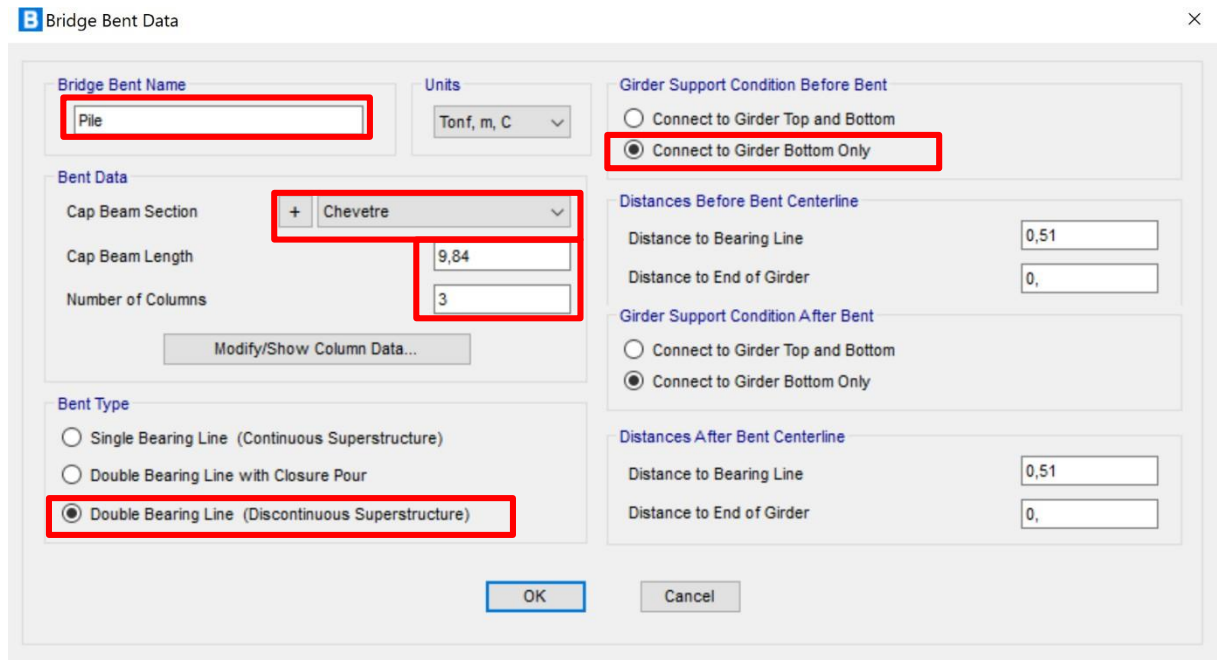 B Bridge Bent Data
Bridge Bent Name
Pile
Units
Tonf, m, C
Bent Data
Cap Beam Section + Chevetre
Cap Beam Length 9,84
Number of Columns 3
Modify/Show Column Data...
Bent Type
Single Bearing Line (Continuous Superstructure)
Double Bearing Line with Closure Pour
Double Bearing Line (Discontinuous Superstructure)
Girder Support Condition Before Bent
Connect to Girder Top and Bottom
Connect to Girder Bottom Only
Distances Before Bent Centerline
Distance to Bearing Line 0,51
Distance to End of Girder 0,
Girder Support Condition After Bent
Connect to Girder Top and Bottom
Connect to Girder Bottom Only
Distances After Bent Centerline
Distance to Bearing Line 0,51
Distance to End of Girder 0,
OK Cancel